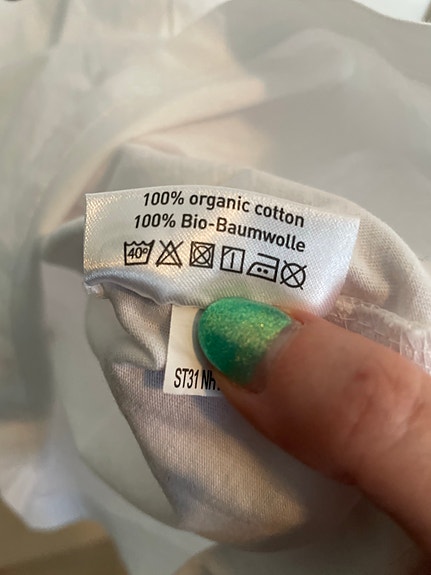 100% organic cotton
100% Bio-Baumwolle
40°
ST31